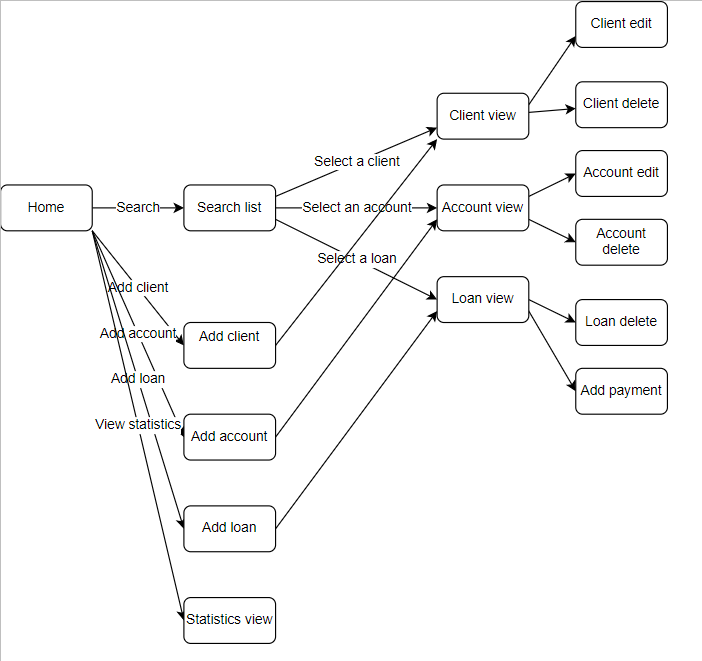 Client edit
Client delete
Client view
Select a client
Account edit
Home
Search
Search list
Select an account
Account view
Account
delete
Select a loan
Add client
Loan view
Loan delete
Add account
Add client
Add loan
Add payment
View statistics
Add account
Add loan
Statistics view